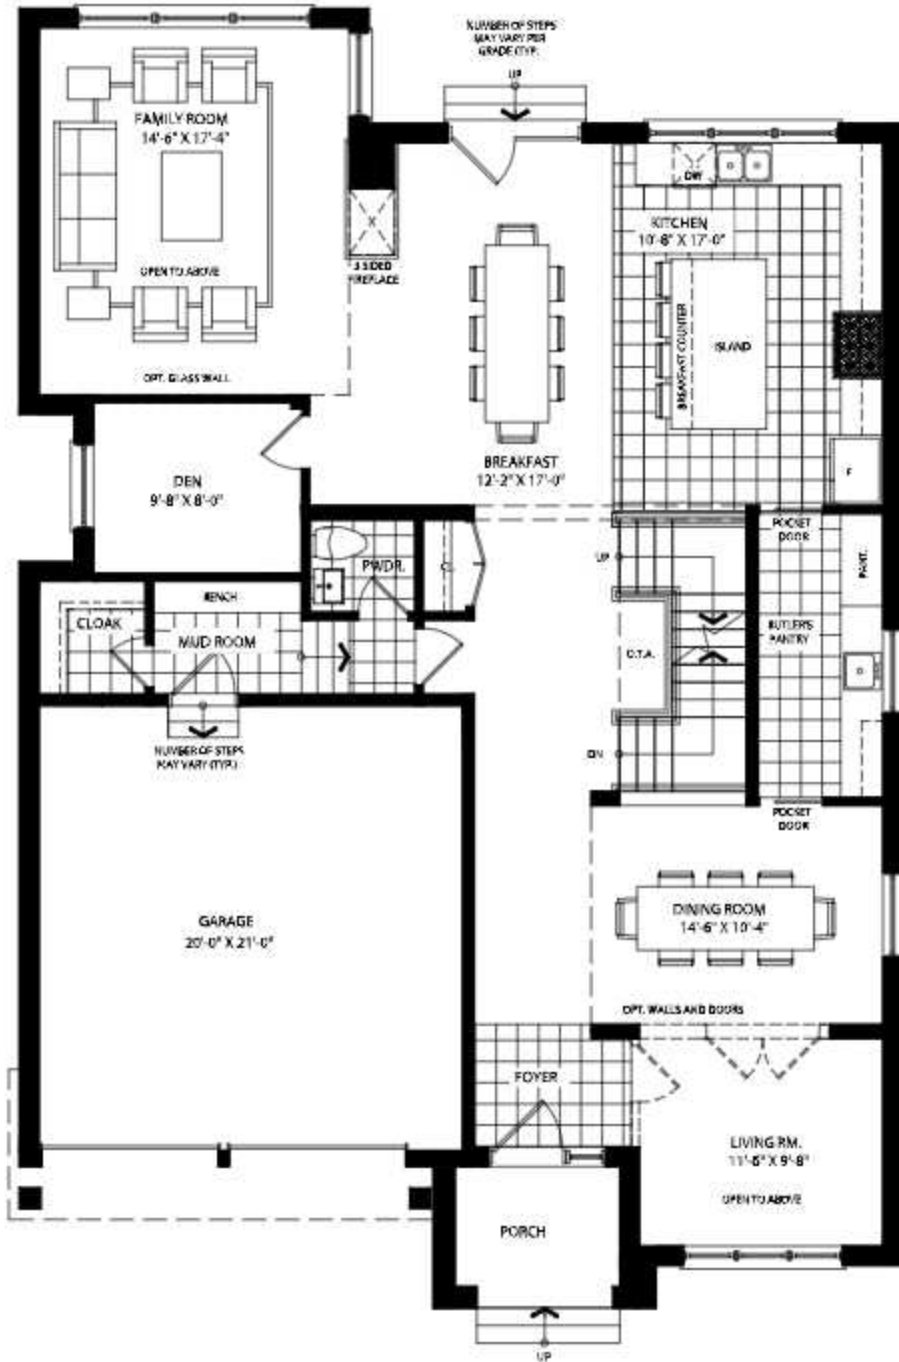 NUMBER OF STEPS
MAY VARY PER
GRADE (TYP.
UP
FAMILY ROOM
14'-6" X 17'-4"
OPEN TO ABOVE
3 SIDED
FIREPLACE
OPT. GLASS WALL
DW
KITCHEN
10'-8" X 17'-0"
BREAKFAST COUNTER
ISLAND
F
BREAKFAST
12'-2" X 17'-0"
DEN
9'-8" X 8'-0"
PWDR.
UP
POCKET
DOOR
PANT.
BENCH
CLOAK
MUD ROOM
O.T.A.
BUTLER'S
PANTRY
NUMBER OF STEPS
MAY VARY (TYP.)
DN
POCKET
DOOR
GARAGE
20'-0" X 21'-0"
DINING ROOM
14'-6" X 10'-4"
OPT. WALLS AND DOORS
FOYER
LIVING RM.
11'-6" X 9'-8"
OPEN TO ABOVE
PORCH
UP